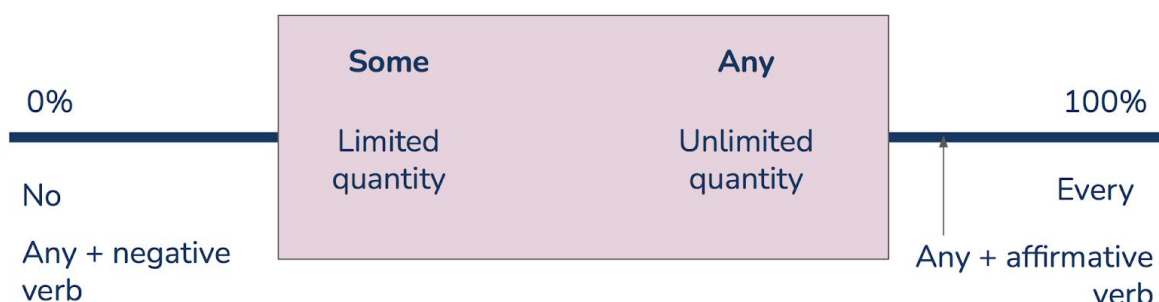 Some
Any
0%
100%
Limited
quantity
Unlimited
quantity
No
Every
Any + negative
verb
Any + affirmative
verb